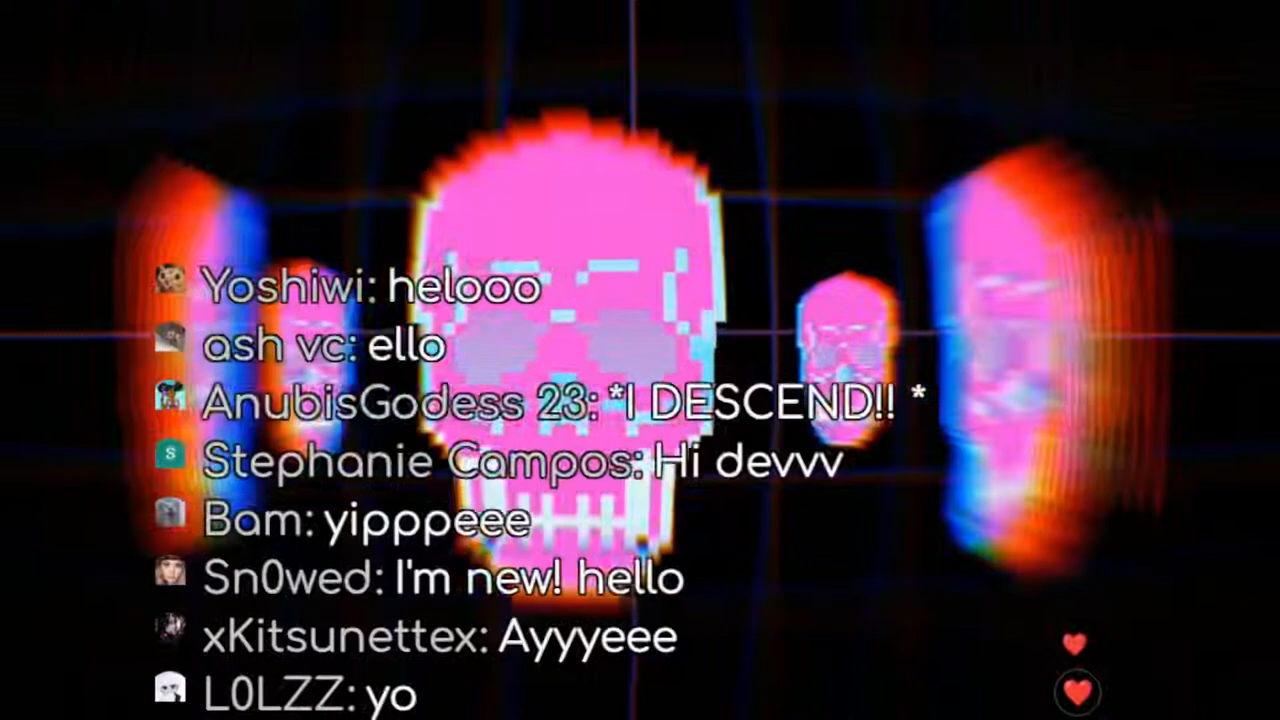 Yoshiwi: helooo
ash vc: ello
AnubisGodess 23: *I DESCEND!! *
S Stephanie Campos: Hi devvv
Bam: yipppeee
Sn0wed: I'm new! hello
xKitsunettex: Ayyyeee
L0LZZ: yo